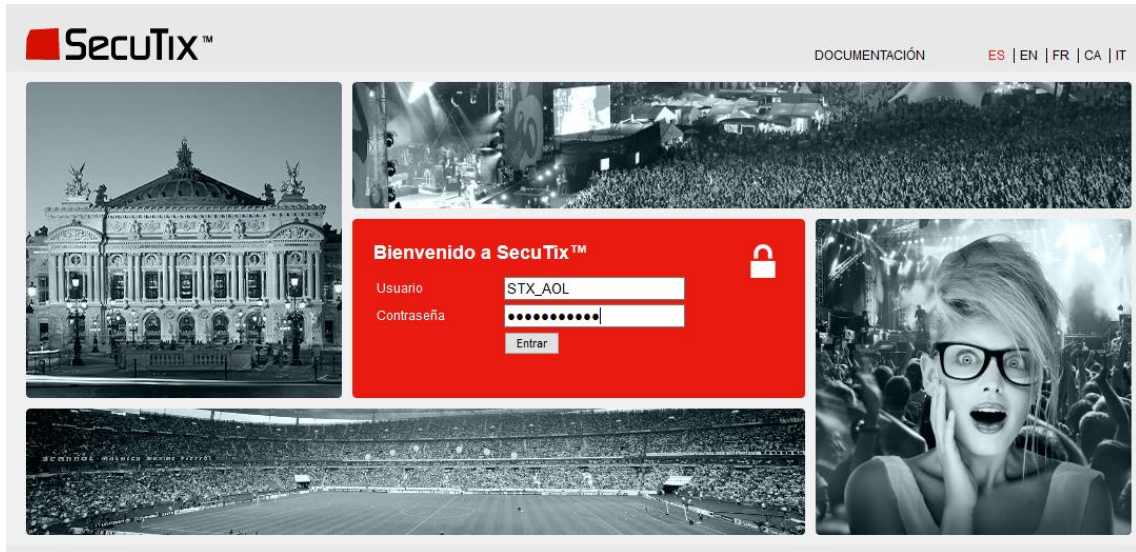 SecuTix™
DOCUMENTACIÓN
ES | EN | FR | CA | IT
Bienvenido a SecuTix™
Usuario
STX_AOL
Contraseña
●●●●●●●●●●●
Entrar